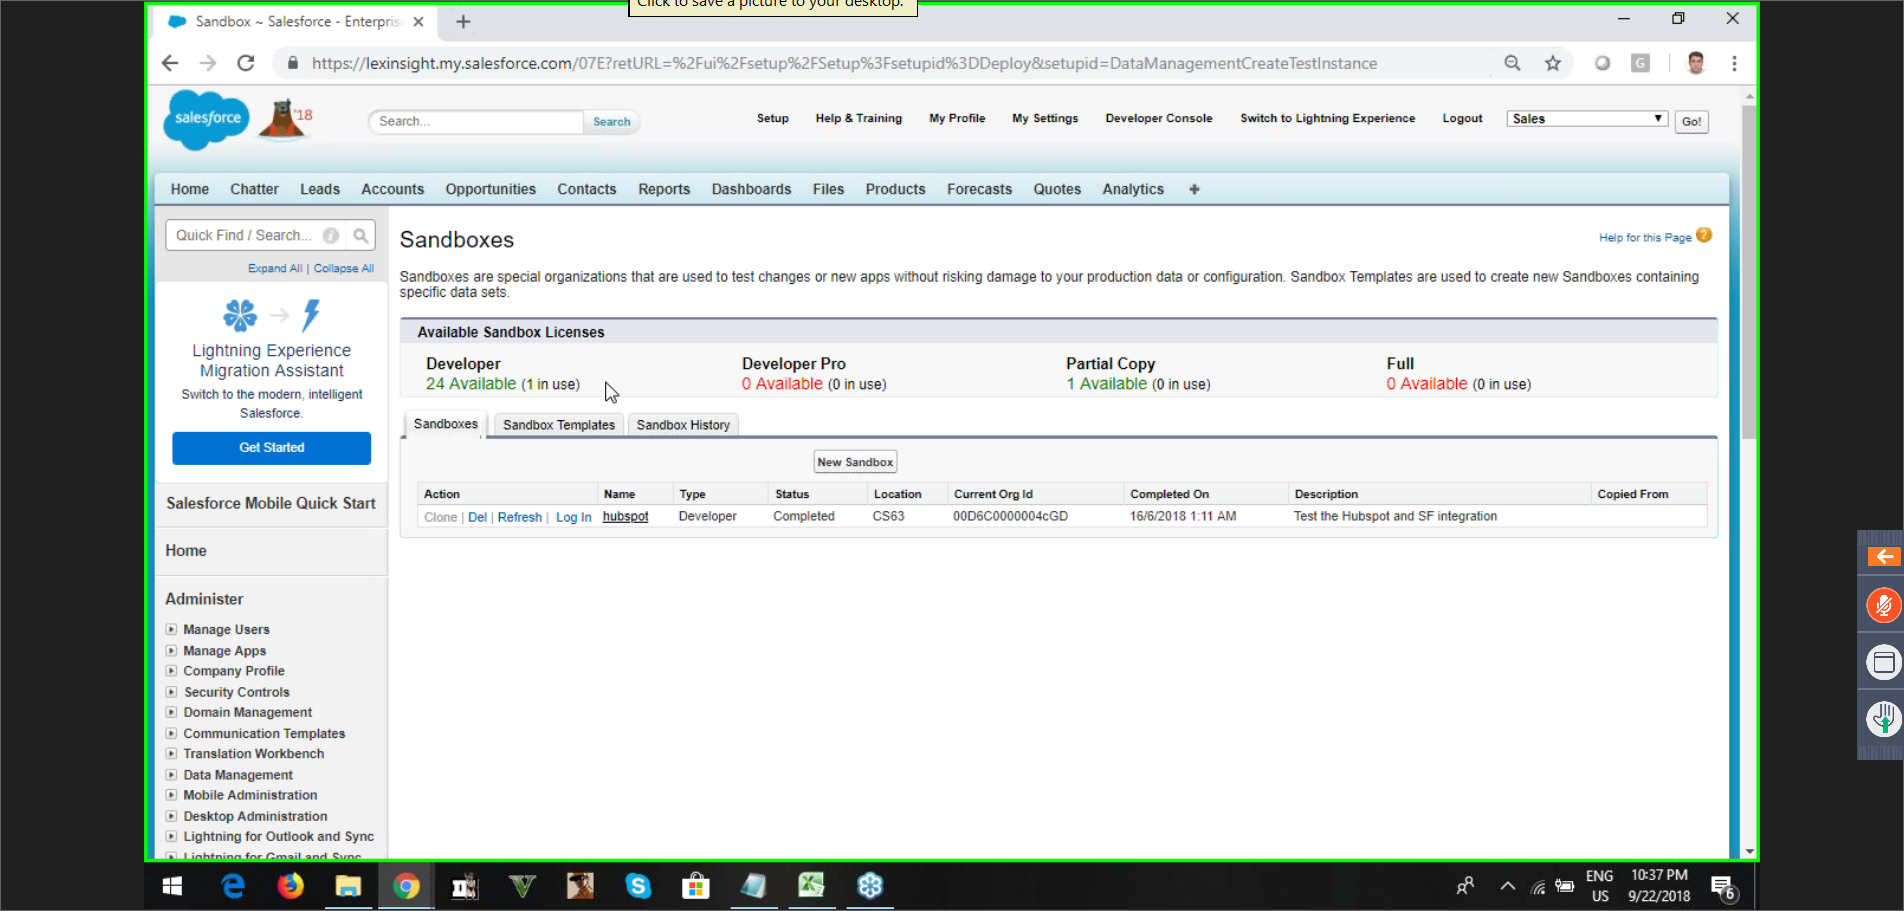 Click to save a picture to your desktop.
Sandbox ~ Salesforce - Enterpris
https://lexinsight.my.salesforce.com/07E?retURL=%2Fui%2Fsetup%2FSetup%3Fsetupid%3DDeploy&setupid=DataManagementCreateTestInstance
G
salesforce
'18
Search...
Search
Setup
Help & Training
My Profile
My Settings
Developer Console
Switch to Lightning Experience
Logout
Sales
Go!
Home
Chatter
Leads
Accounts
Opportunities
Contacts
Reports
Dashboards
Files
Products
Forecasts
Quotes
Analytics
Quick Find / Search...
Expand All | Collapse All
Lightning Experience
Migration Assistant
Switch to the modern, intelligent
Salesforce.
Get Started
Salesforce Mobile Quick Start
Home
Administer
Manage Users
Manage Apps
Company Profile
Security Controls
Domain Management
Communication Templates
Translation Workbench
Data Management
Mobile Administration
Desktop Administration
Lightning for Outlook and Sync
Lightning for Gmail and Sync
Sandboxes
Help for this Page
Sandboxes are special organizations that are used to test changes or new apps without risking damage to your production data or configuration. Sandbox Templates are used to create new Sandboxes containing
specific data sets.
Available Sandbox Licenses
Developer
24 Available (1 in use)
Developer Pro
0 Available (0 in use)
Partial Copy
1 Available (0 in use)
Full
0 Available (0 in use)
Sandboxes
Sandbox Templates
Sandbox History
New Sandbox
Action Name Type Status Location Current Org Id Completed On Description Copied From
Clone | Del | Refresh | Log In hubspot Developer Completed CS63 00D6C0000004cGD 16/6/2018 1:11 AM Test the Hubspot and SF integration
ENG
US
10:37 PM
9/22/2018
6